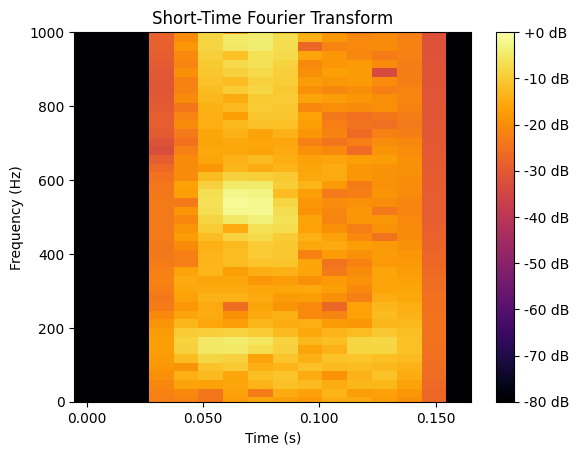 Short-Time Fourier Transform
1000
800
600
400
200
0
Frequency (Hz)
0.000
0.050
0.100
0.150
Time (s)
+0 dB
-10 dB
-20 dB
-30 dB
-40 dB
-50 dB
-60 dB
-70 dB
-80 dB